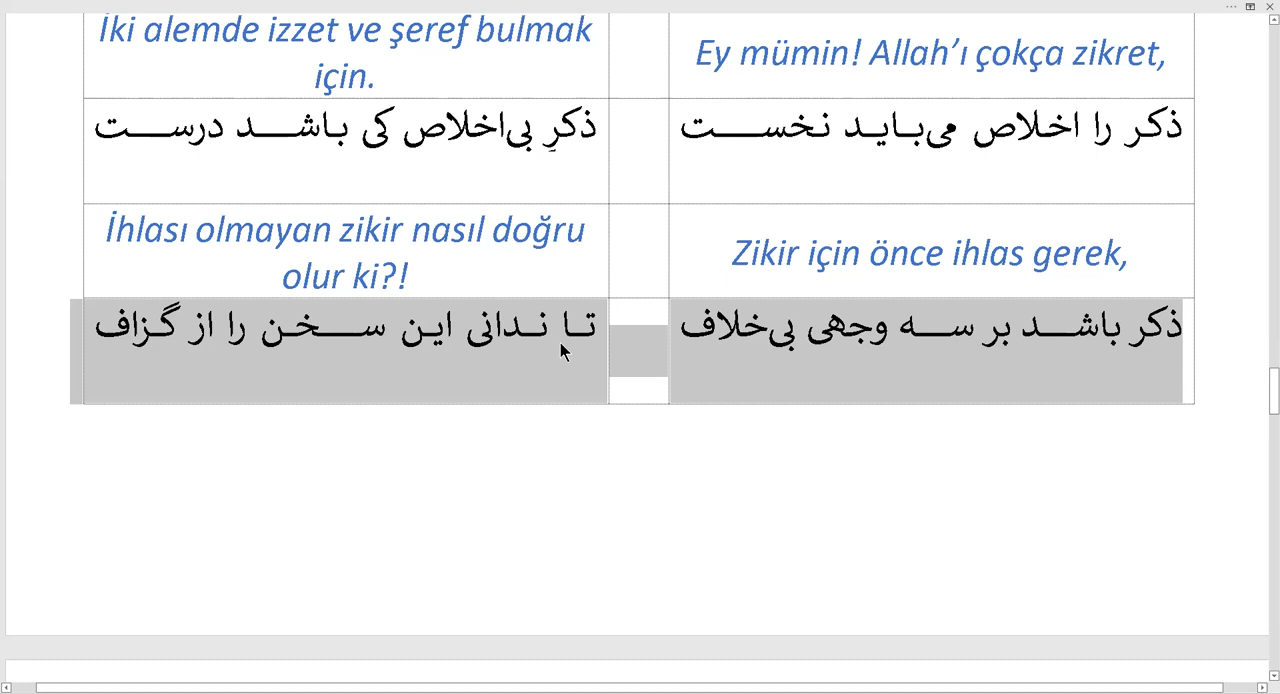 Ey mümin! Allah’ı çokça zikret,
İki alemde izzet ve şeref bulmak
için.
ذکر را اخلاص می‌باید نخست
ذکرِ بی‌اخلاص کی باشد درست
Zikir için önce ihlas gerek,
İhlası olmayan zikir nasıl doğru
olur ki?!
ذکر باشد بر سه وجهی بی‌خلاف
تا ندانی این سخن را از گزاف